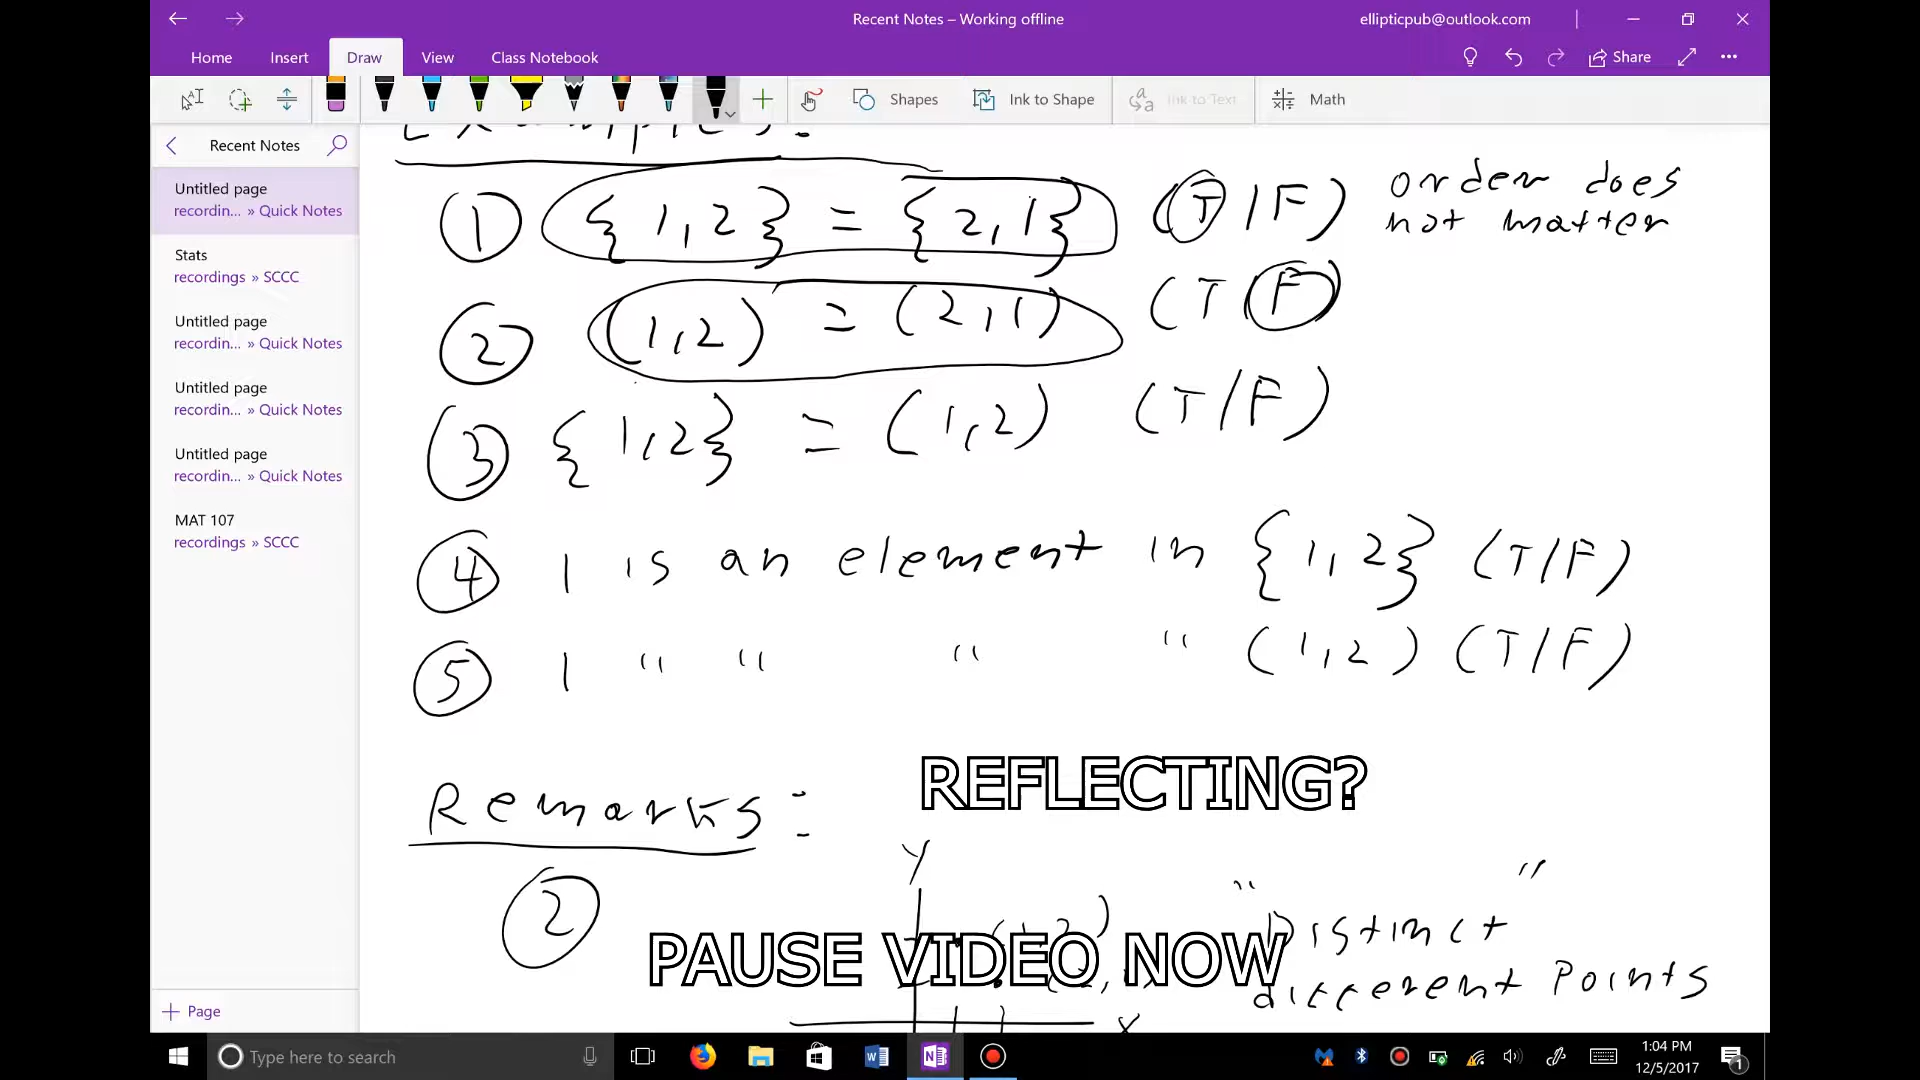 Recent Notes – Working offline
ellipticpub@outlook.com
Home Insert Draw View Class Notebook
Share
Shapes Ink to Shape Ink to Text Math
Recent Notes
Untitled page
recordin... » Quick Notes
Stats
recordings » SCCC
Untitled page
recordin... » Quick Notes
Untitled page
recordin... » Quick Notes
Untitled page
recordin... » Quick Notes
MAT 107
recordings » SCCC
+ Page
Examples:
1 {1,2} = {2,1} (T/F) order does
not matter
2 (1,2) = (2,1) (T/F)
3 {1,2} = (1,2) (T/F)
4 1 is an element in {1,2} (T/F)
5 1 " " " " (1,2) (T/F)
REFLECTING?
Remarks:
2
y
" "
Distinct
PAUSE VIDEO NOW
different points
x
Type here to search
1:04 PM
12/5/2017
1